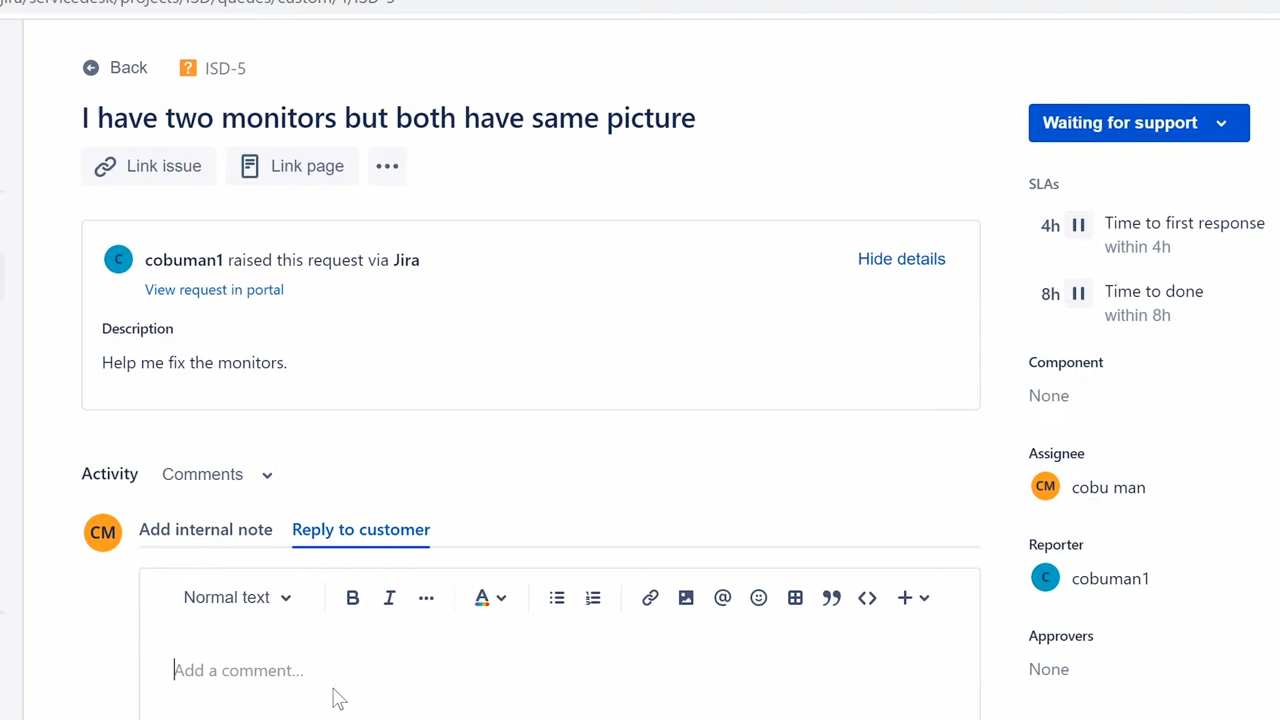 Back
ISD-5
I have two monitors but both have same picture
Waiting for support
Link issue
Link page
SLAs
4h
Time to first response
within 4h
C
cobuman1 raised this request via Jira
Hide details
View request in portal
8h
Time to done
within 8h
Description
Help me fix the monitors.
Component
None
Assignee
CM
cobu man
Activity
Comments
CM
Add internal note
Reply to customer
Reporter
C
cobuman1
Normal text
B
I
A
Add a comment...
Approvers
None